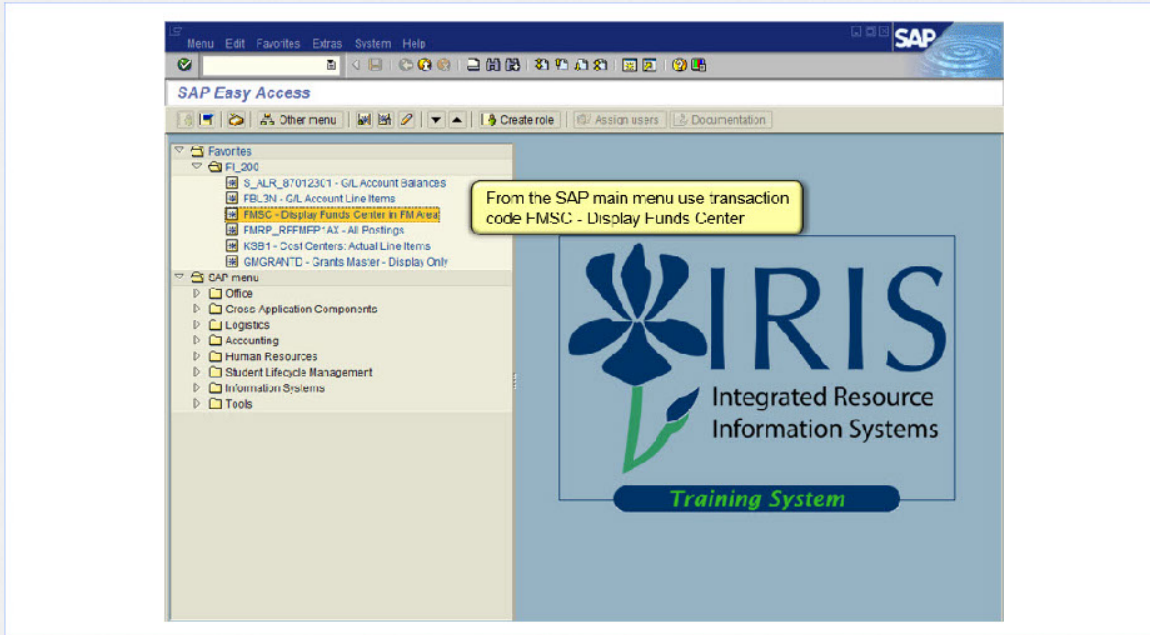 Menu Edit Favorites Extras System Help
SAP
SAP Easy Access
Other menu Create role Assign users Documentation
Favorites
FI_200
S_ALR_87012301 - G/L Account Balances
FBL3N - G/L Account Line Items
FMSC - Display Funds Center in FM Area
FMRP_RFFMEP1AX - All Postings
KSB1 - Cost Centers: Actual Line Items
GMGRANTD - Grants Master - Display Only
SAP menu
Office
Cross-Application Components
Logistics
Accounting
Human Resources
Student Lifecycle Management
Information Systems
Tools
From the SAP main menu use transaction
code FMSC - Display Funds Center
IRIS
Integrated Resource
Information Systems
Training System